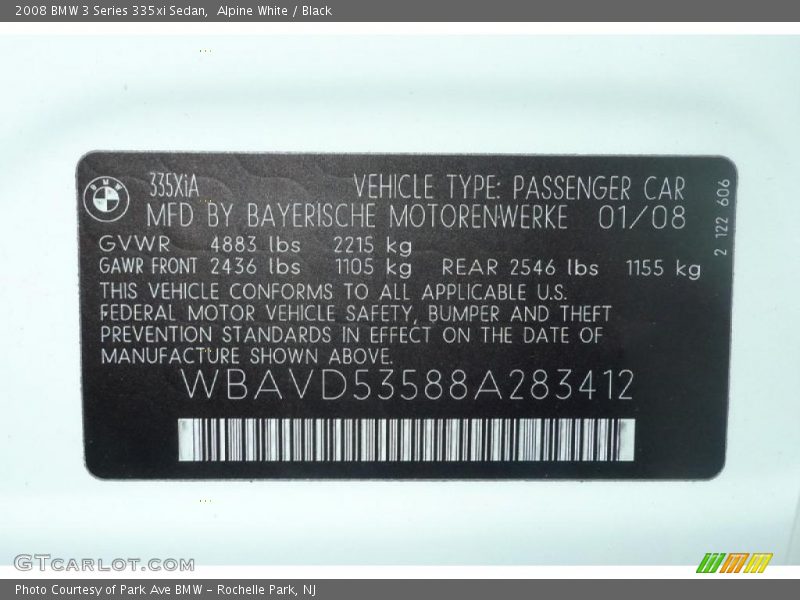 2008 BMW 3 Series 335xi Sedan,  Alpine White / Black
BMW
335XiA VEHICLE TYPE: PASSENGER CAR
MFD BY BAYERISCHE MOTORENWERKE 01/08
GVWR 4883 lbs 2215 kg
GAWR FRONT 2436 lbs 1105 kg REAR 2546 lbs 1155 kg
THIS VEHICLE CONFORMS TO ALL APPLICABLE U.S.
FEDERAL MOTOR VEHICLE SAFETY, BUMPER AND THEFT
PREVENTION STANDARDS IN EFFECT ON THE DATE OF
MANUFACTURE SHOWN ABOVE.
WBAVD53588A283412
2 122 606
GTCARLOT.COM
Photo Courtesy of Park Ave BMW - Rochelle Park, NJ